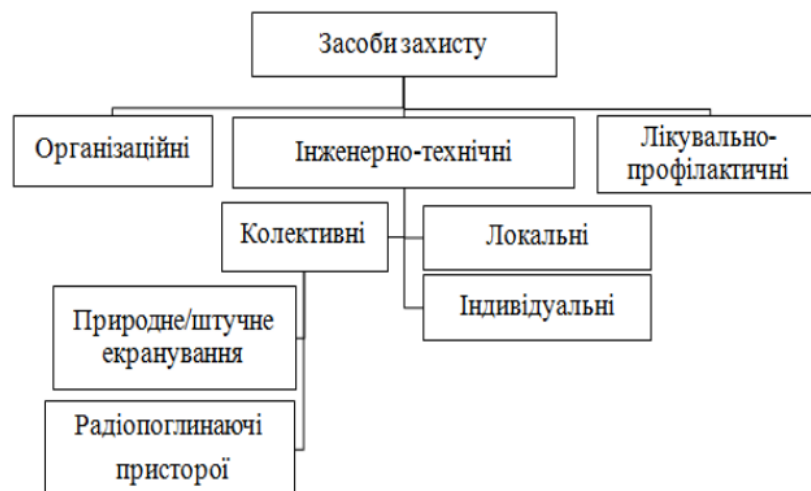 Засоби захисту
Організаційні
Інженерно-технічні
Лікувально-
профілактичні
Колективні
Локальні
Індивідуальні
Природне/штучне
екранування
Радіопоглинаючі
присторої